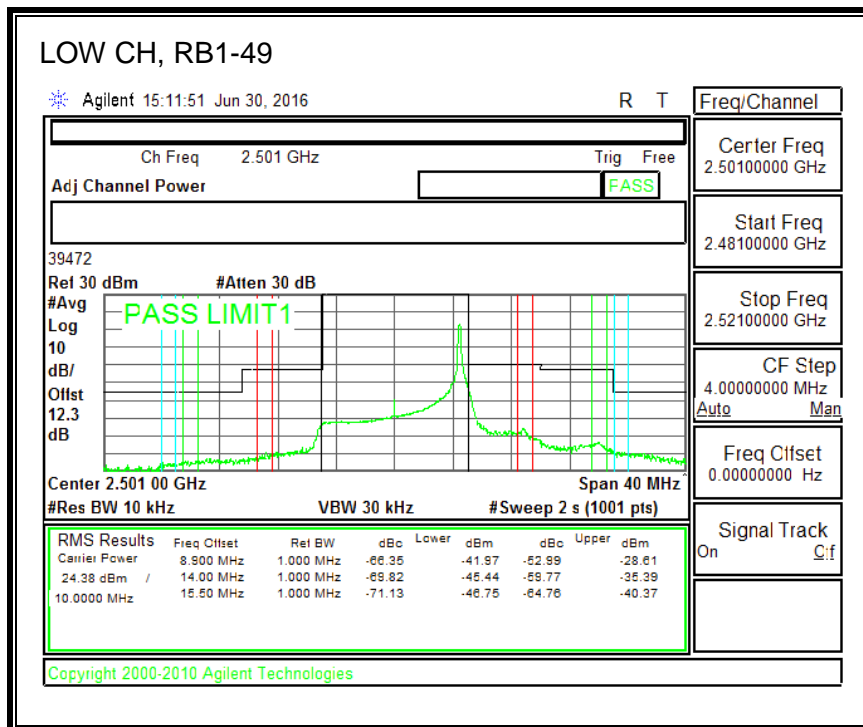 LOW CH, RB1-49
Agilent 15:11:51 Jun 30, 2016 R T
Freq/Channel
Ch Freq 2.501 GHz Trig Free
Adj Channel Power
PASS
Center Freq
2.50100000 GHz
Start Freq
2.48100000 GHz
39472
Ref 30 dBm #Atten 30 dB
#Avg
Log
10
dB/
Offst
12.3
dB
PASS LIMIT1
Stop Freq
2.52100000 GHz
CF Step
4.00000000 MHz
Auto Man
Freq Offset
0.00000000 Hz
Center 2.501 00 GHz Span 40 MHz
#Res BW 10 kHz VBW 30 kHz #Sweep 2 s (1001 pts)
Signal Track
On Off
RMS Results Freq Offset Ref BW dBc Lower dBm dBc Upper dBm
Carrier Power 8.900 MHz 1.000 MHz -66.35 -41.97 -52.99 -28.61
24.38 dBm / 14.00 MHz 1.000 MHz -69.82 -45.44 -59.77 -35.39
10.0000 MHz 15.50 MHz 1.000 MHz -71.13 -46.75 -64.76 -40.37
Copyright 2000-2010 Agilent Technologies